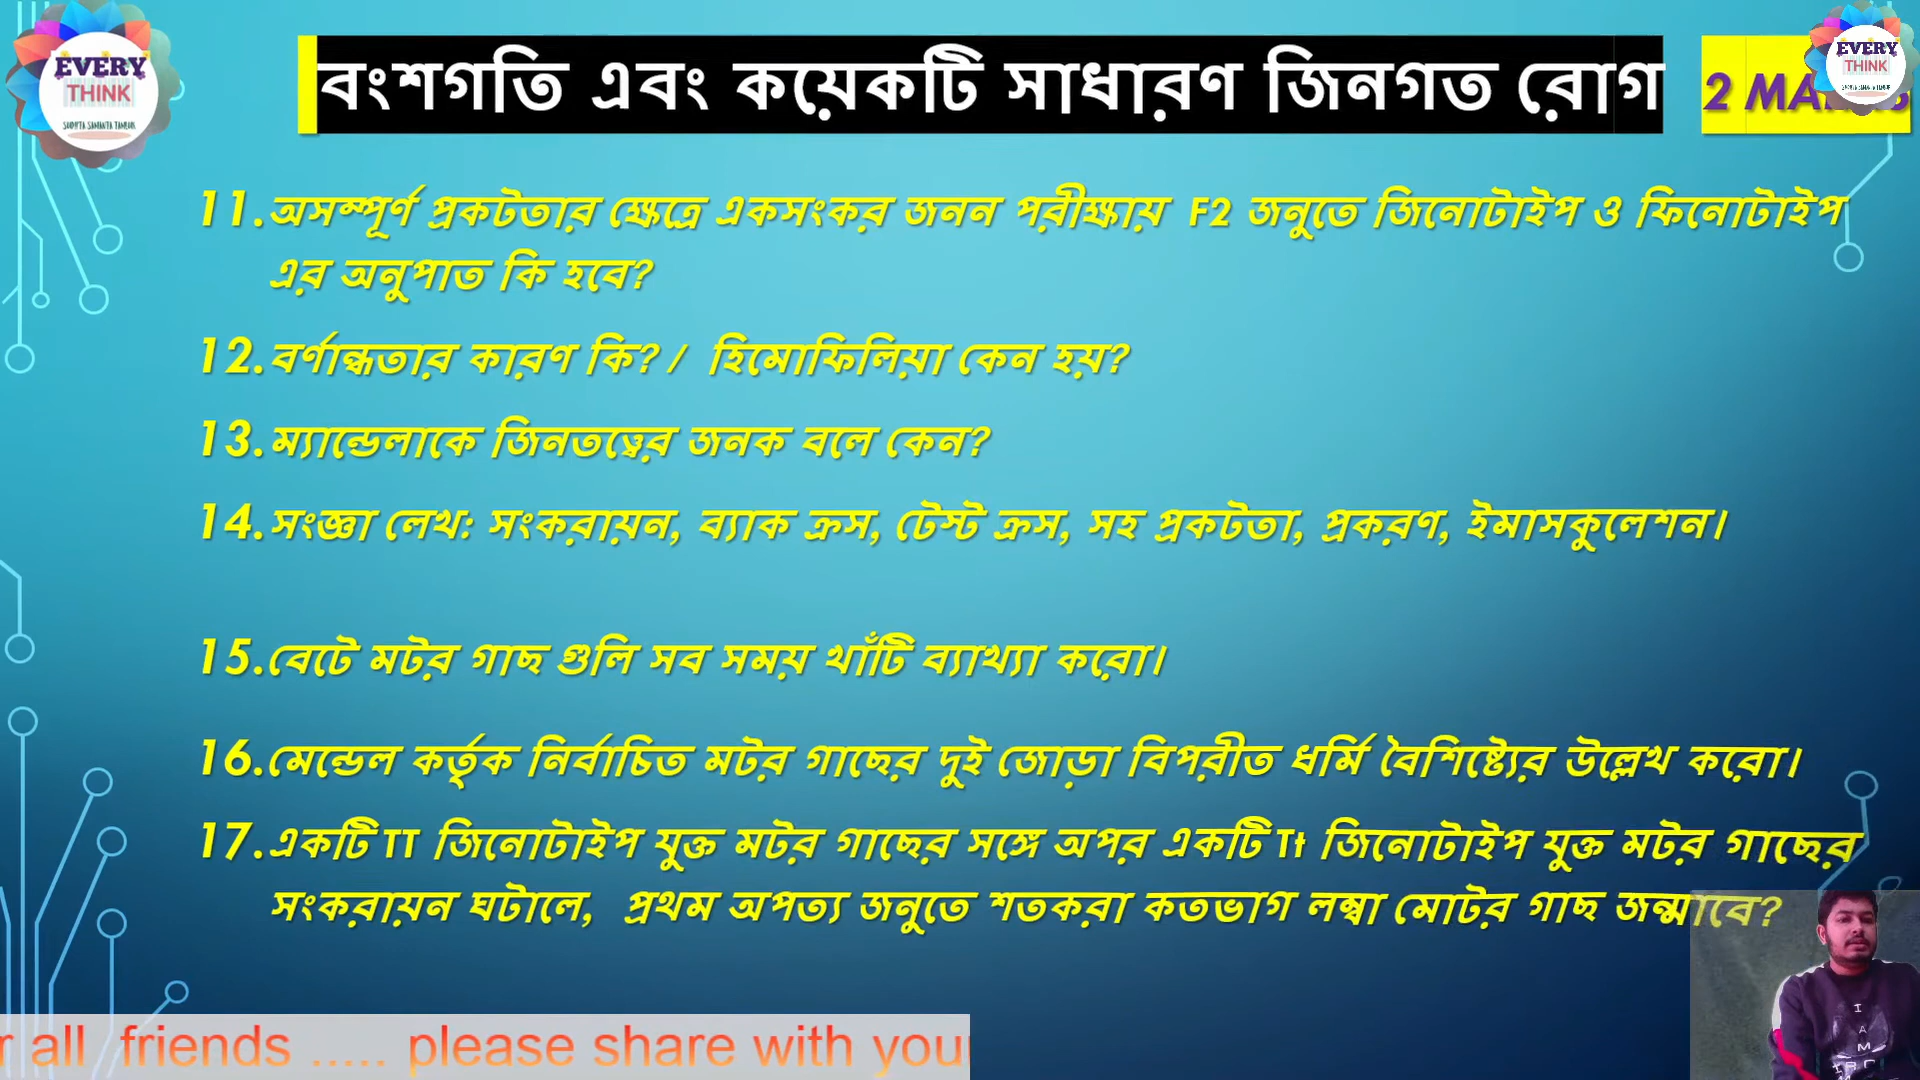 EVERY
THINK
SUDIPTA SAMANTA TAMLUK
বংশগতি এবং কয়েকটি সাধারণ জিনগত রোগ
EVERY
THINK
11. অসম্পূর্ণ প্রকটতার ক্ষেত্রে একসংকর জনন পরীক্ষায় F2 জনুতে জিনোটাইপ ও ফিনোটাইপ
এর অনুপাত কি হবে?
12. বর্ণান্ধতার কারণ কি? / হিমোফিলিয়া কেন হয়?
13. ম্যান্ডেলাকে জিনতত্ত্বের জনক বলে কেন?
14. সংজ্ঞা লেখ: সংকরায়ন, ব্যাক ক্রস, টেস্ট ক্রস, সহ প্রকটতা, প্রকরণ, ইমাসকুলেশন।
15. বেটে মটর গাছ গুলি সব সময় খাঁটি ব্যাখ্যা করো।
16. মেন্ডেল কর্তৃক নির্বাচিত মটর গাছের দুই জোড়া বিপরীত ধর্মি বৈশিষ্ট্যের উল্লেখ করো।
17. একটি TT জিনোটাইপ যুক্ত মটর গাছের সঙ্গে অপর একটি Tt জিনোটাইপ যুক্ত মটর গাছের
সংকরায়ন ঘটালে, প্রথম অপত্য জনুতে শতকরা কতভাগ লম্বা মোটর গাছ জন্মাবে?
I
A
M
all friends ..... please share with your